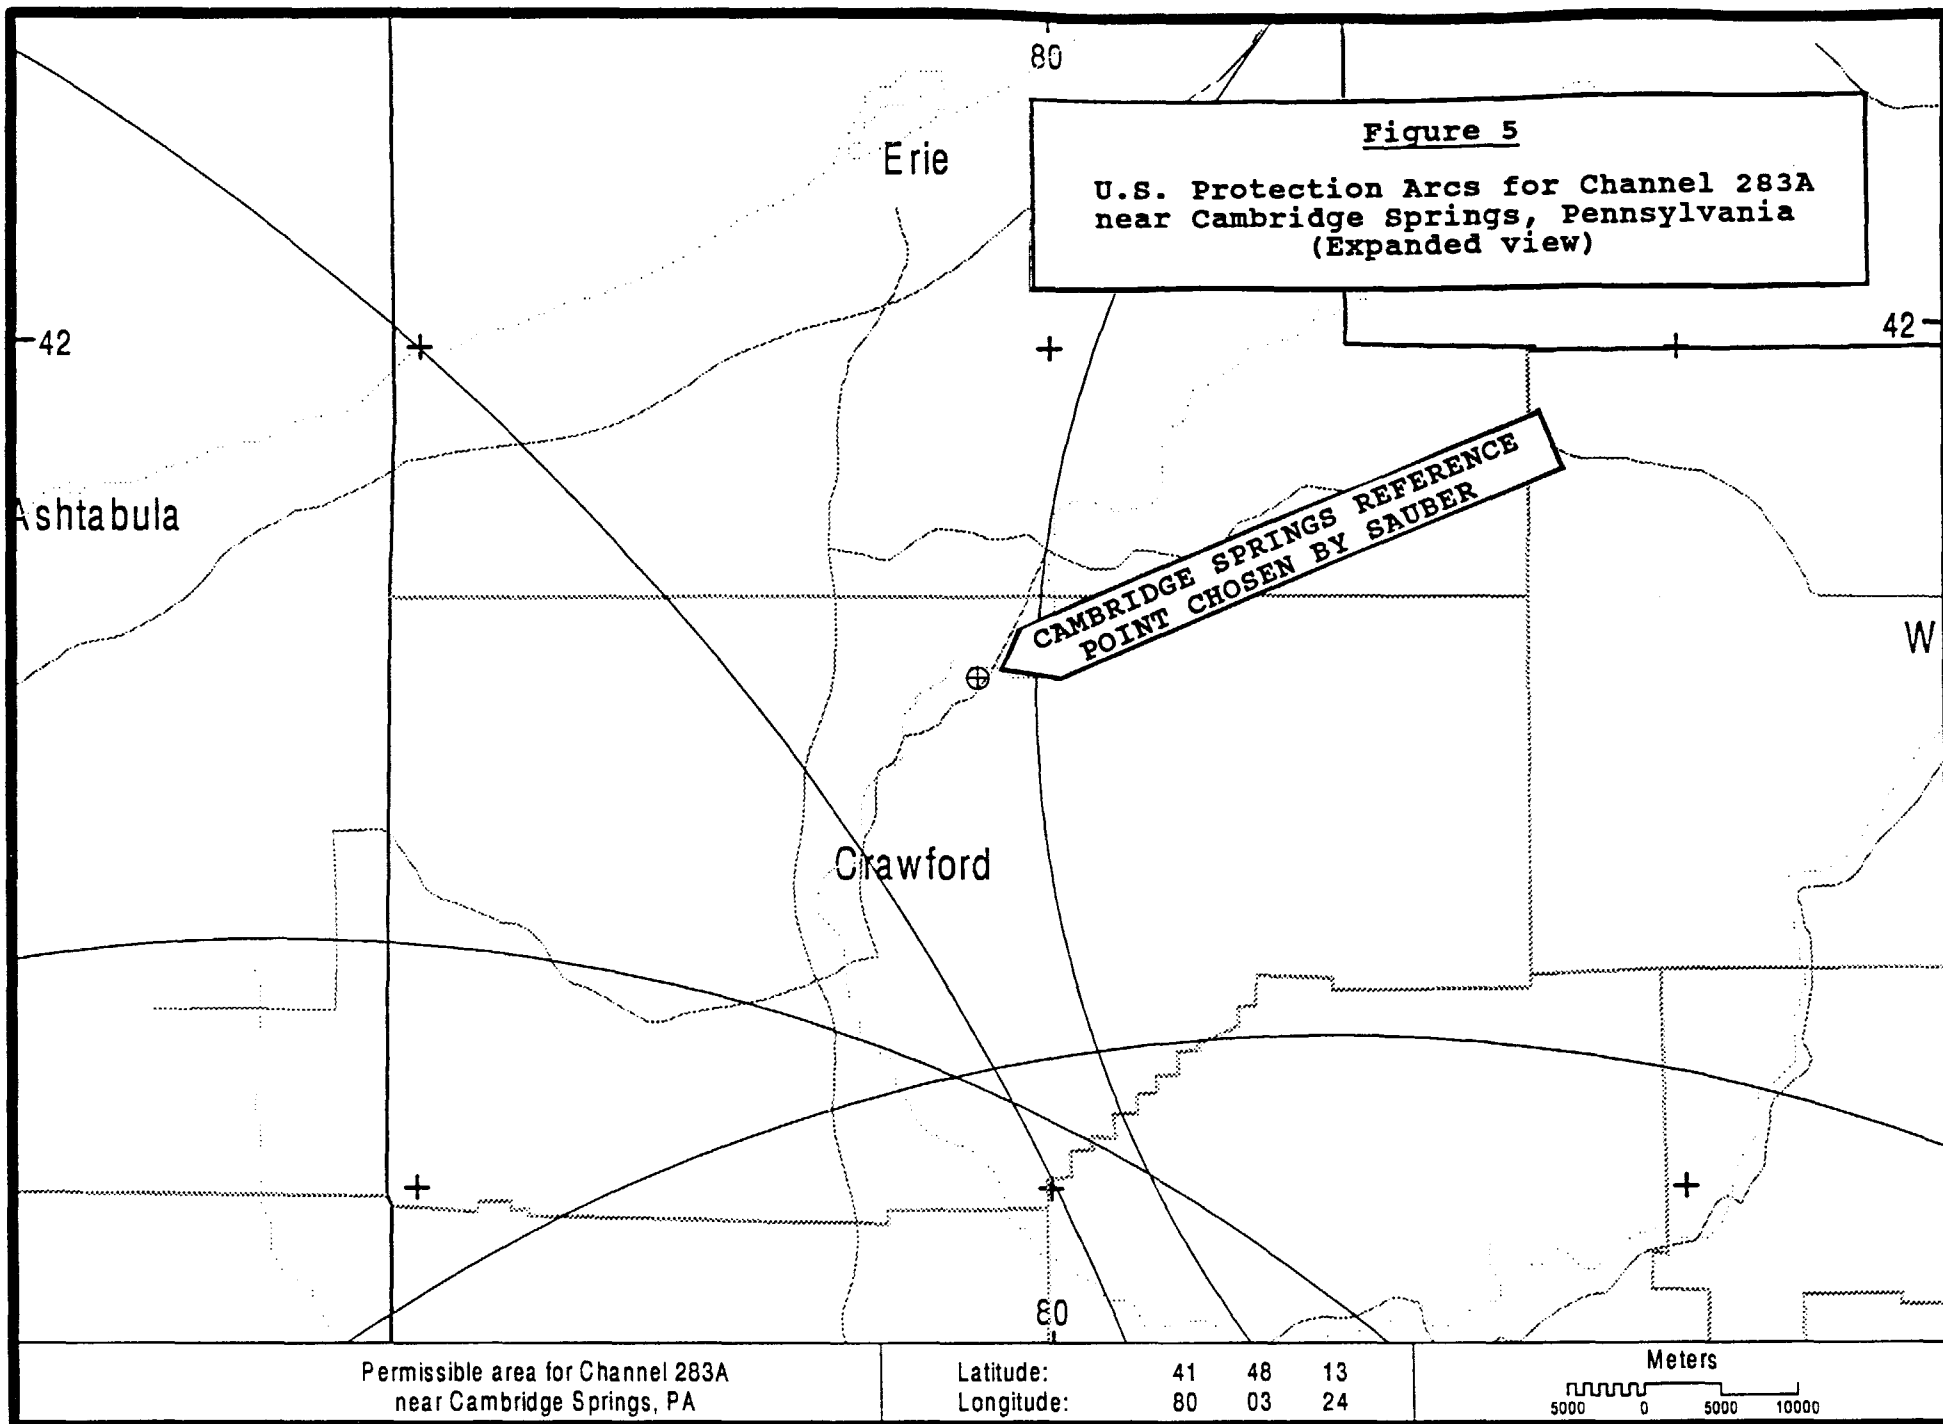 80
Figure 5
U.S. Protection Arcs for Channel 283A
near Cambridge Springs, Pennsylvania
(Expanded view)
Erie
42
42
Ashtabula
CAMBRIDGE SPRINGS REFERENCE
POINT CHOSEN BY SAUBER
W
Crawford
80
Permissible area for Channel 283A
near Cambridge Springs, PA
Latitude: 41 48 13
Longitude: 80 03 24
Meters
5000 0 5000 10000